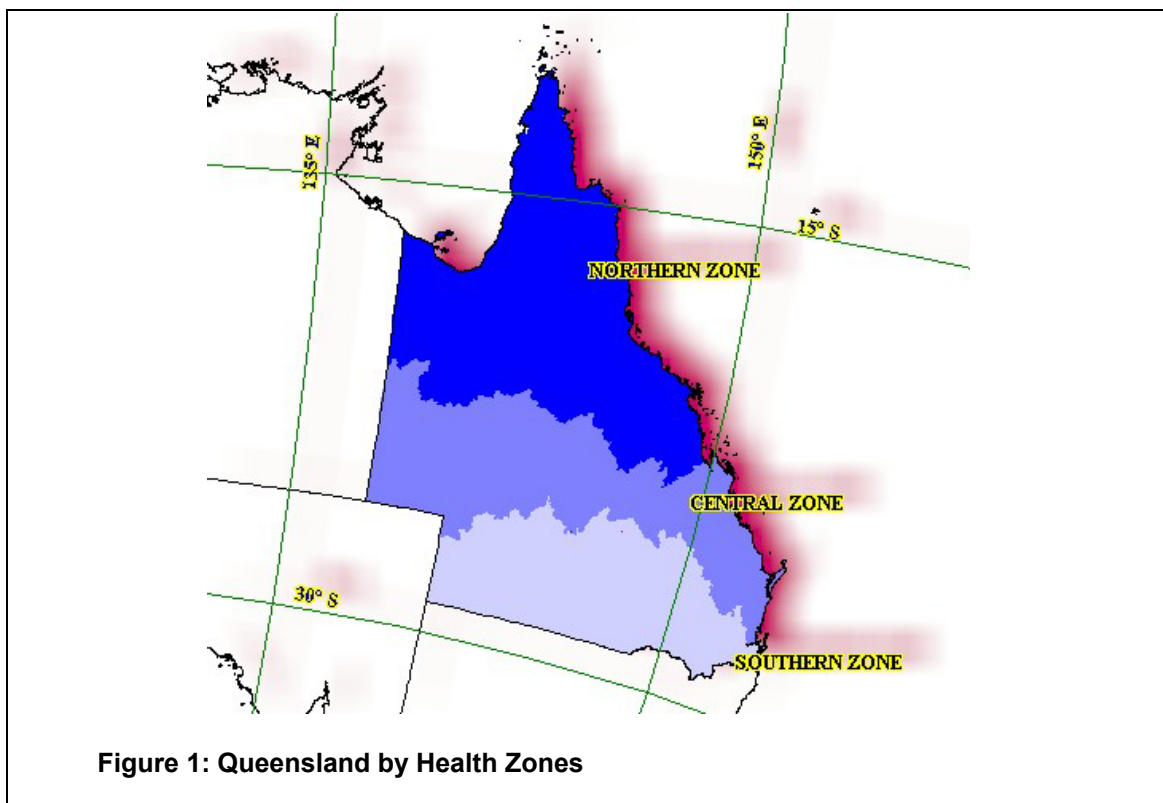 135° E
150° E
15° S
NORTHERN ZONE
CENTRAL ZONE
30° S
SOUTHERN ZONE
Figure 1: Queensland by Health Zones